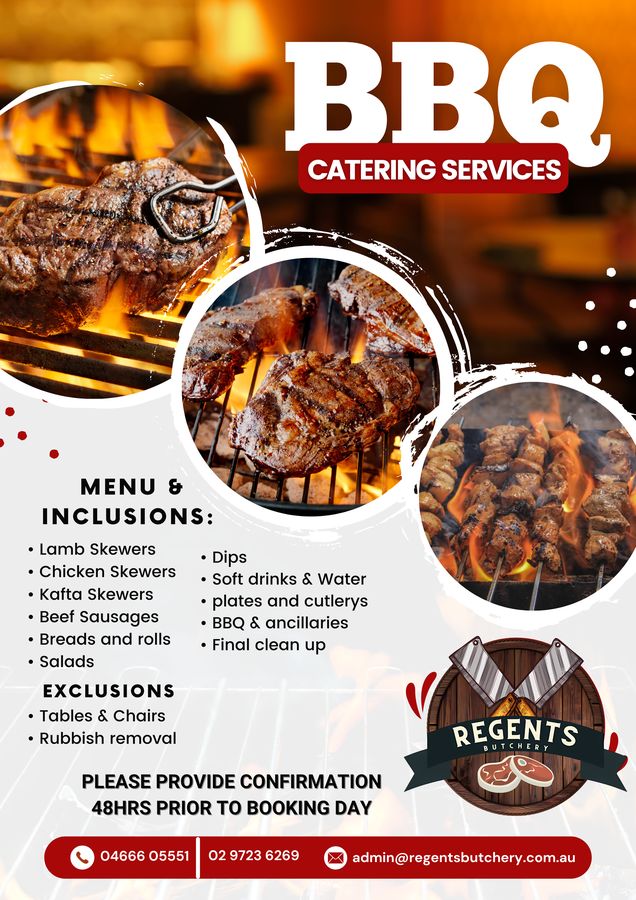 BBQ
CATERING SERVICES
MENU &
INCLUSIONS:
• Lamb Skewers
• Chicken Skewers
• Kafta Skewers
• Beef Sausages
• Breads and rolls
• Salads
• Dips
• Soft drinks & Water
• plates and cutlerys
• BBQ & ancillaries
• Final clean up
EXCLUSIONS
• Tables & Chairs
• Rubbish removal
REGENTS
BUTCHERY
PLEASE PROVIDE CONFIRMATION
48HRS PRIOR TO BOOKING DAY
04666 05551 02 9723 6269 admin@regentsbutchery.com.au